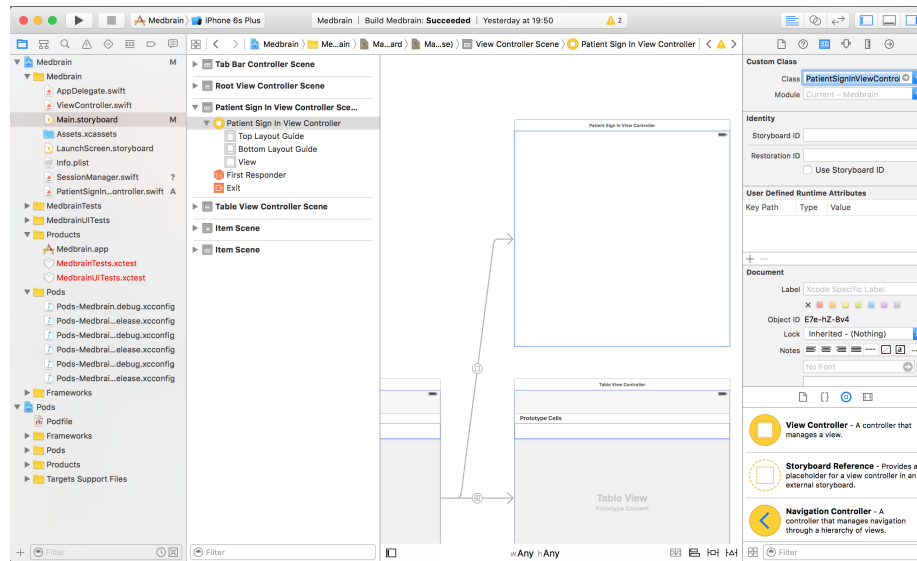 Medbrain iPhone 6s Plus
Medbrain | Build Medbrain: Succeeded | Yesterday at 19:50
2
Medbrain Me...ain Ma...ard Ma...se) View Controller Scene Patient Sign In View Controller
Medbrain M
Medbrain
AppDelegate.swift
ViewController.swift
Main.storyboard M
Assets.xcassets
LaunchScreen.storyboard
Info.plist
SessionManager.swift ?
PatientSignIn...ontroller.swift A
MedbrainTests
MedbrainUITests
Products
Medbrain.app
MedbrainTests.xctest
MedbrainUITests.xctest
Pods
Pods-Medbrain.debug.xcconfig
Pods-Medbrai...elease.xcconfig
Pods-Medbrai...debug.xcconfig
Pods-Medbrai...elease.xcconfig
Pods-Medbrai...debug.xcconfig
Pods-Medbrai...elease.xcconfig
Frameworks
Pods
Podfile
Frameworks
Pods
Products
Targets Support Files
Filter
Tab Bar Controller Scene
Root View Controller Scene
Patient Sign In View Controller Sce...
Patient Sign In View Controller
Top Layout Guide
Bottom Layout Guide
View
First Responder
Exit
Table View Controller Scene
Item Scene
Item Scene
Filter
Patient Sign In View Controller
Table View Controller
Prototype Cells
Table View
Prototype Content
wAny hAny
Custom Class
Class PatientSignInViewControl
Module Current – Medbrain
Identity
Storyboard ID
Restoration ID
Use Storyboard ID
User Defined Runtime Attributes
Key Path Type Value
Document
Label Xcode Specific Label
Object ID E7e-hZ-8v4
Lock Inherited - (Nothing)
Notes
No Font
View Controller - A controller that
manages a view.
Storyboard Reference - Provides a
placeholder for a view controller in an
external storyboard.
Navigation Controller - A
controller that manages navigation
through a hierarchy of views.
Filter